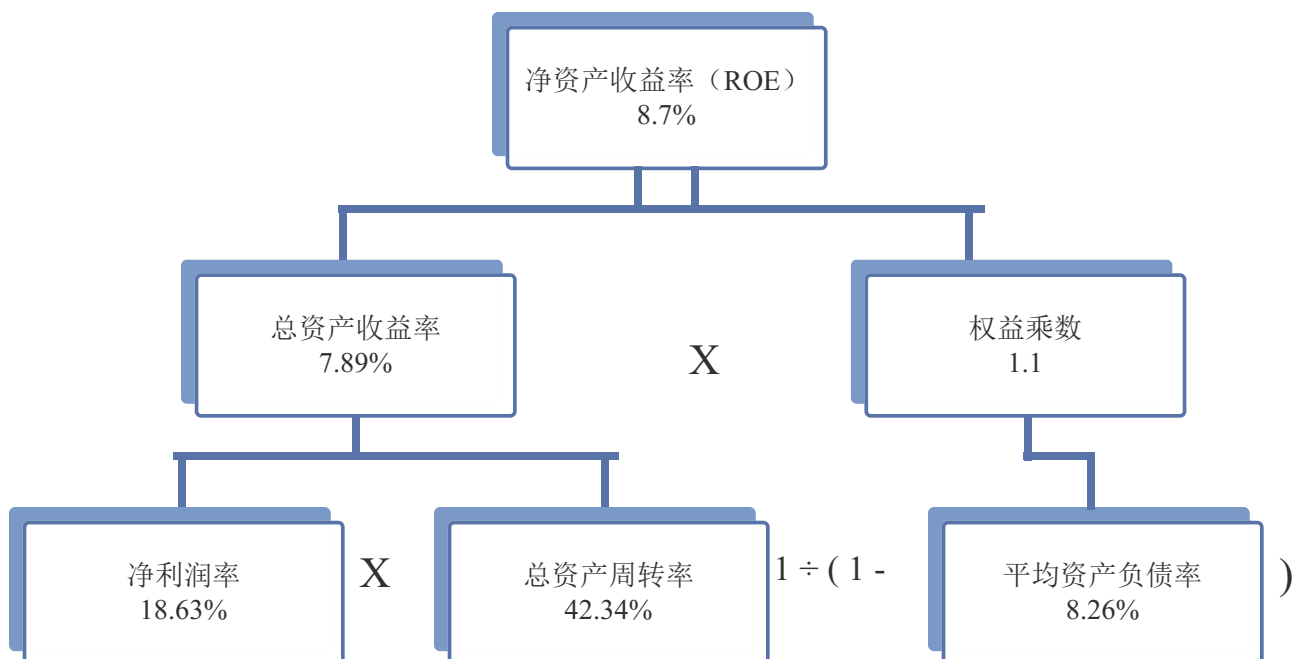 净资产收益率（ROE）
8.7%
总资产收益率
7.89%
X
权益乘数
1.1
净利润率
18.63%
X
总资产周转率
42.34%
1 ÷ ( 1 -
平均资产负债率
8.26%
)